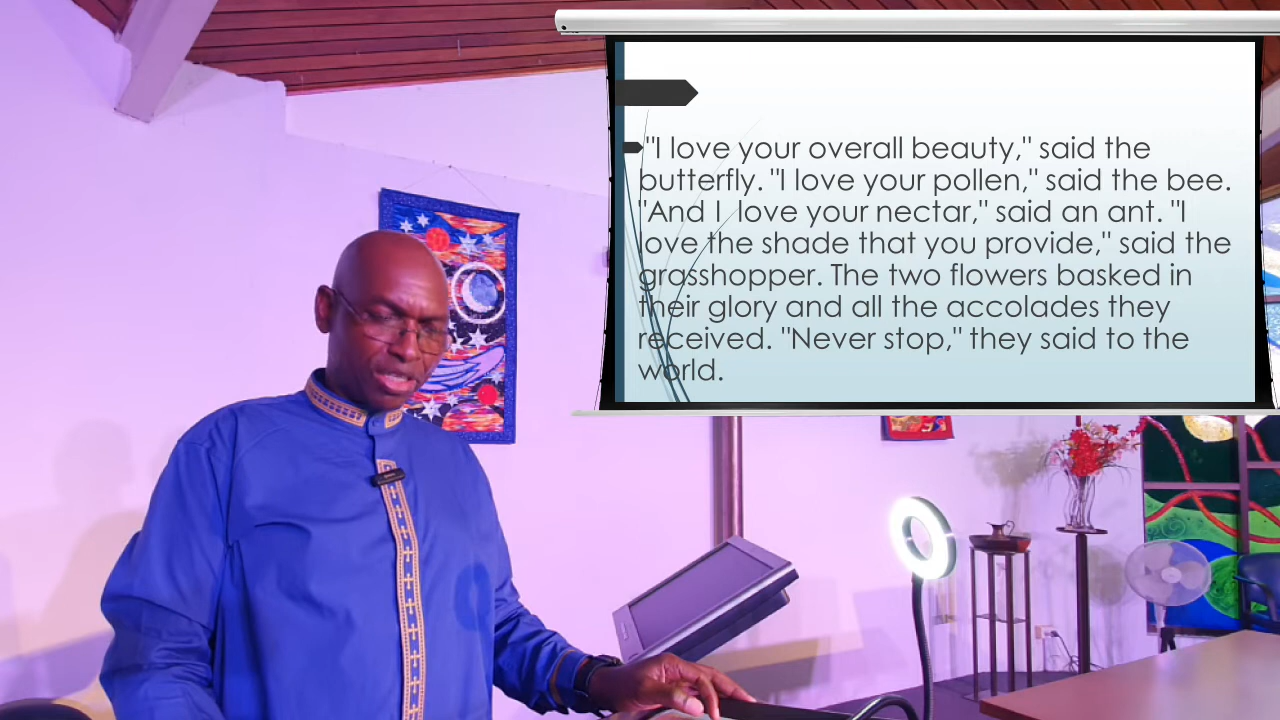 "I love your overall beauty," said the
butterfly. "I love your pollen," said the bee.
"And I  love your nectar," said an ant. "I
love the shade that you provide," said the
grasshopper. The two flowers basked in
their glory and all the accolades they
received. "Never stop," they said to the
world.